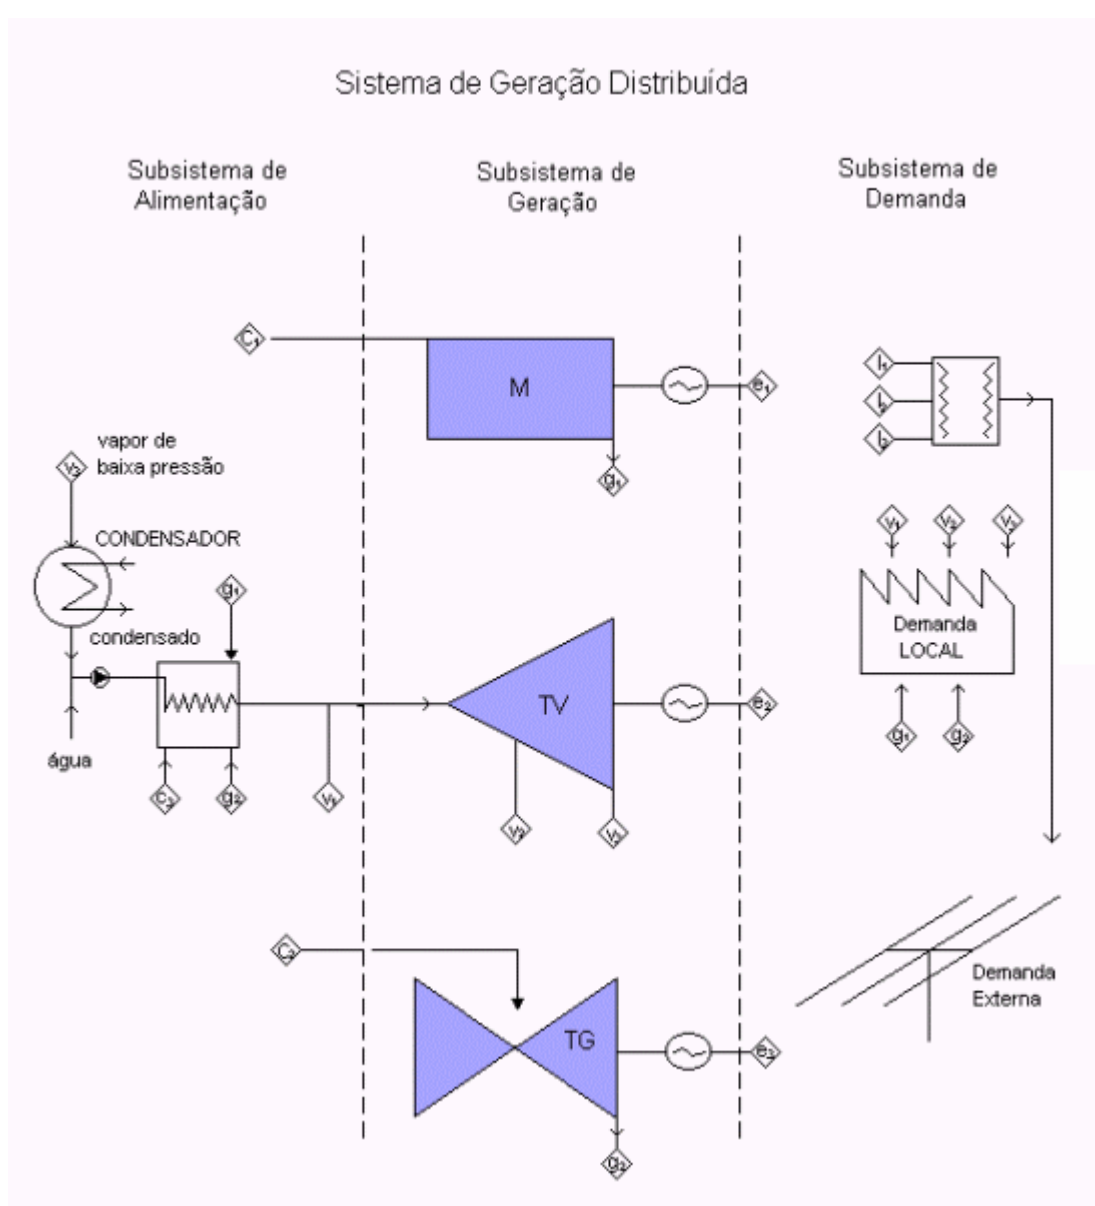 Sistema de Geração Distribuída
Subsistema de
Alimentação
Subsistema de
Geração
Subsistema de
Demanda
C₁
M
e₁
g₁
l₁
vapor de
baixa pressão
v₃
CONDENSADOR
g₁
condensado
água
c₃
g₂
v₁
TV
e₂
v₂
v₃
v₁
v₂
v₃
Demanda
LOCAL
g₁
g₂
C₂
TG
e₃
g₂
Demanda
Externa